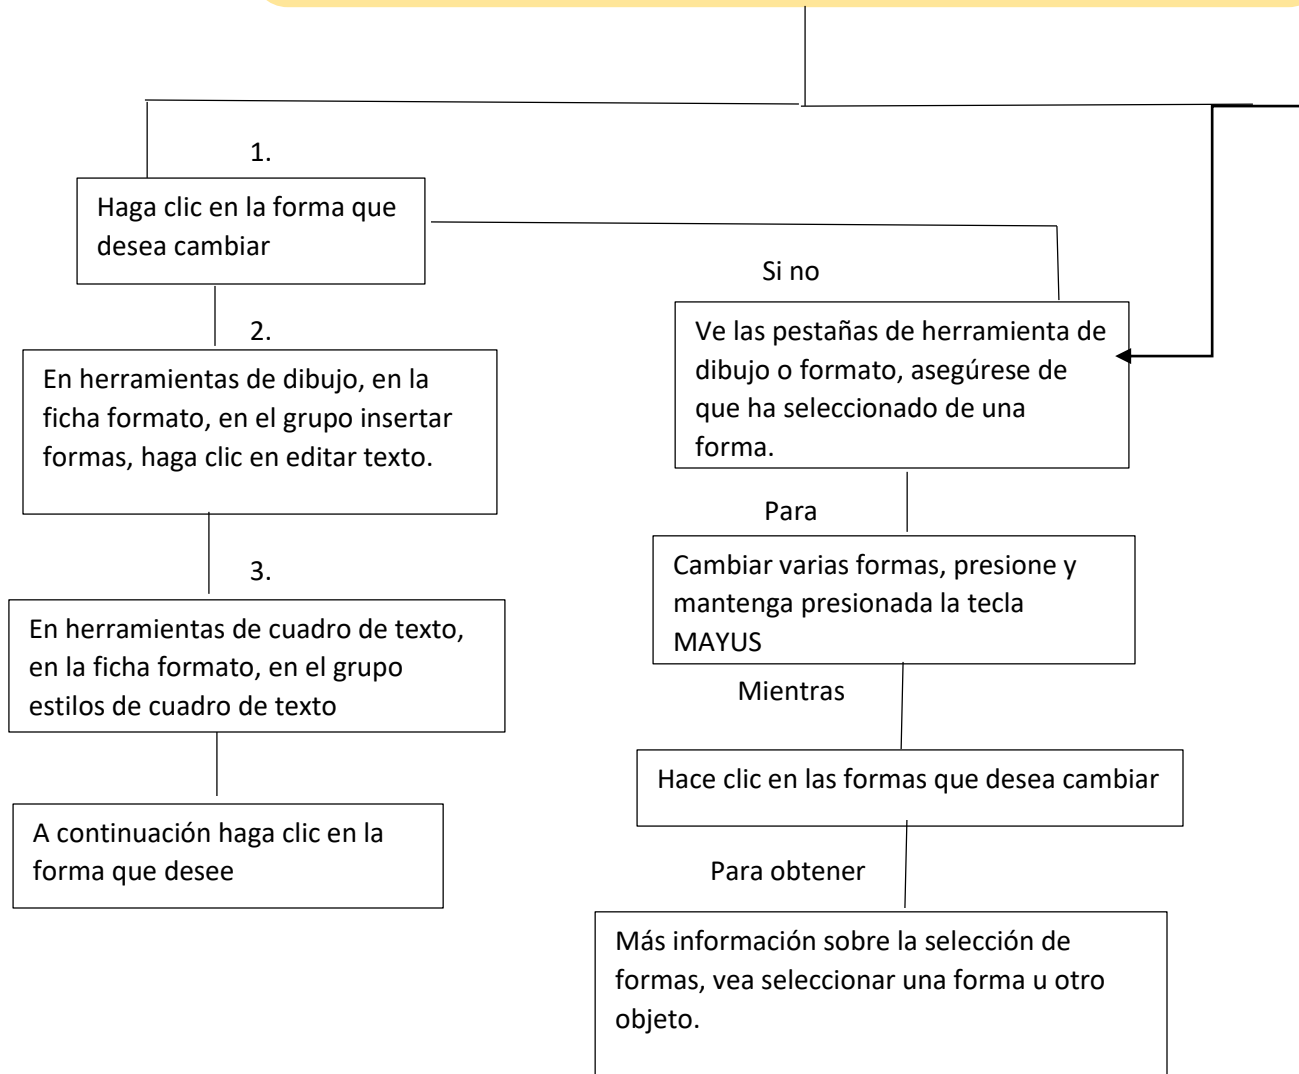 1.
Haga clic en la forma que
desea cambiar
2.
En herramientas de dibujo, en la
ficha formato, en el grupo insertar
formas, haga clic en editar texto.
3.
En herramientas de cuadro de texto,
en la ficha formato, en el grupo
estilos de cuadro de texto
A continuación haga clic en la
forma que desee
Si no
Ve las pestañas de herramienta de
dibujo o formato, asegúrese de
que ha seleccionado de una
forma.
Para
Cambiar varias formas, presione y
mantenga presionada la tecla
MAYUS
Mientras
Hace clic en las formas que desea cambiar
Para obtener
Más información sobre la selección de
formas, vea seleccionar una forma u otro
objeto.